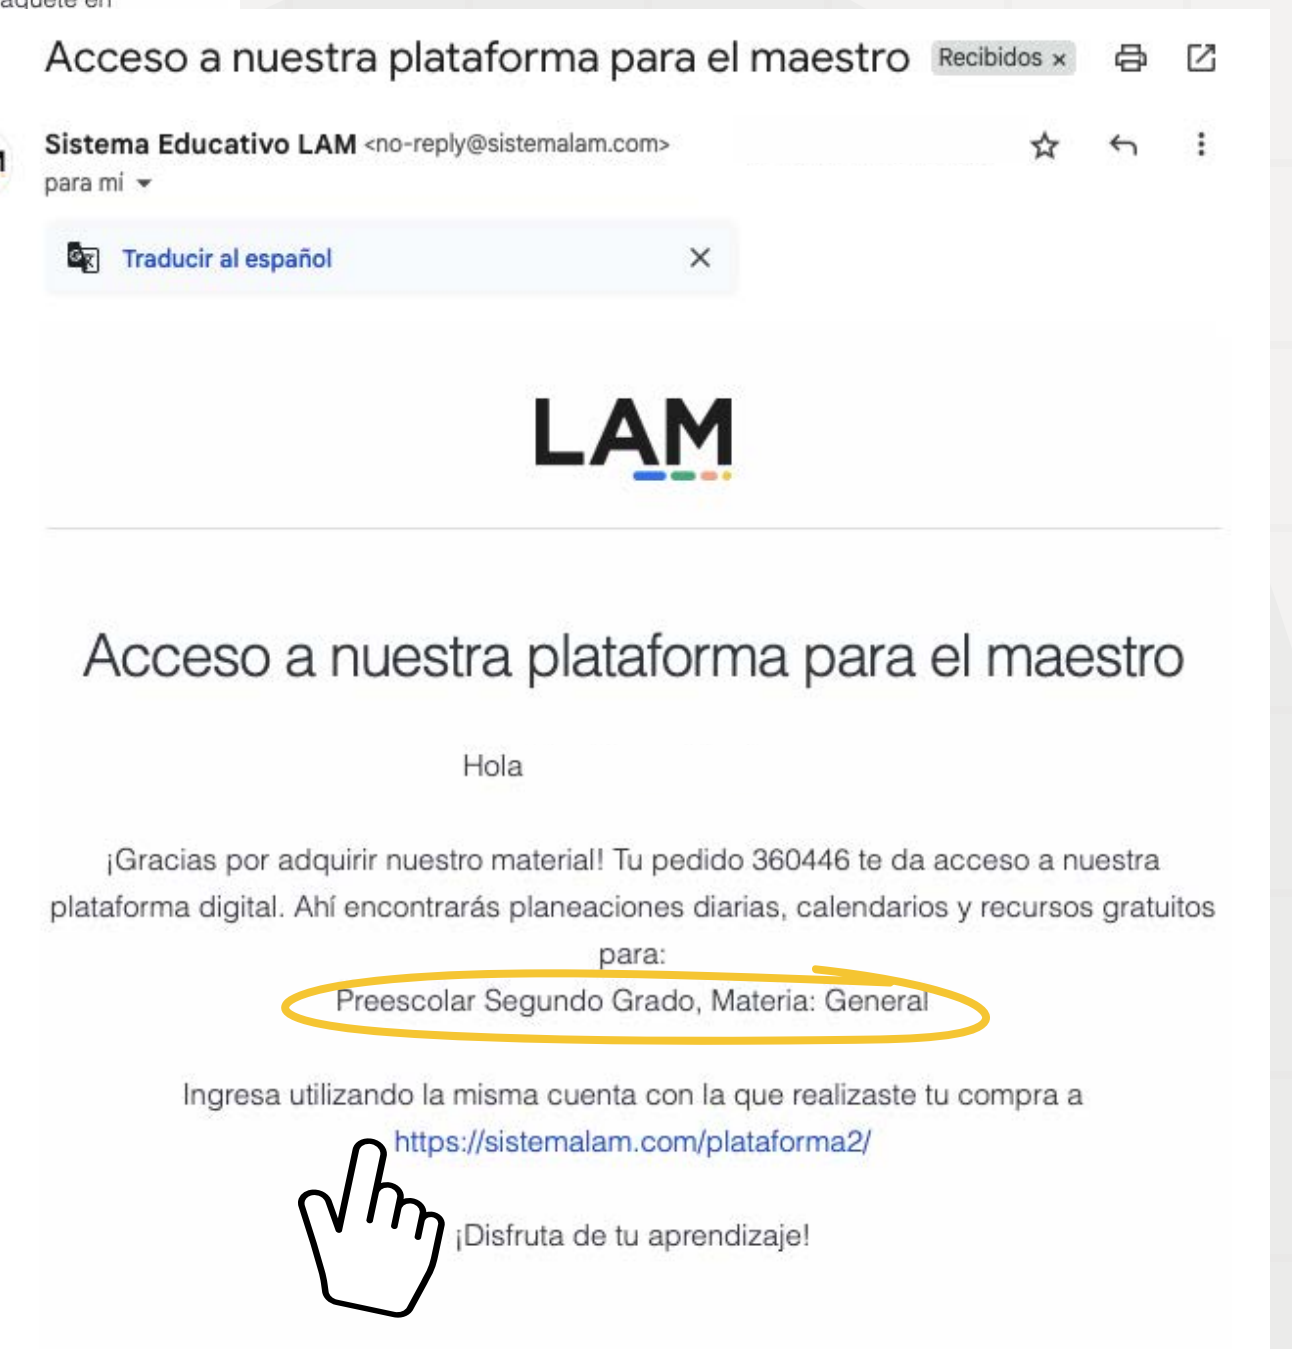 aquete en
Acceso a nuestra plataforma para el maestro Recibidos ×
Sistema Educativo LAM <no-reply@sistemalam.com>
para mí
Traducir al español
LAM
Acceso a nuestra plataforma para el maestro
Hola
¡Gracias por adquirir nuestro material! Tu pedido 360446 te da acceso a nuestra
plataforma digital. Ahí encontrarás planeaciones diarias, calendarios y recursos gratuitos
para:
Preescolar Segundo Grado, Materia: General
Ingresa utilizando la misma cuenta con la que realizaste tu compra a
https://sistemalam.com/plataforma2/
¡Disfruta de tu aprendizaje!